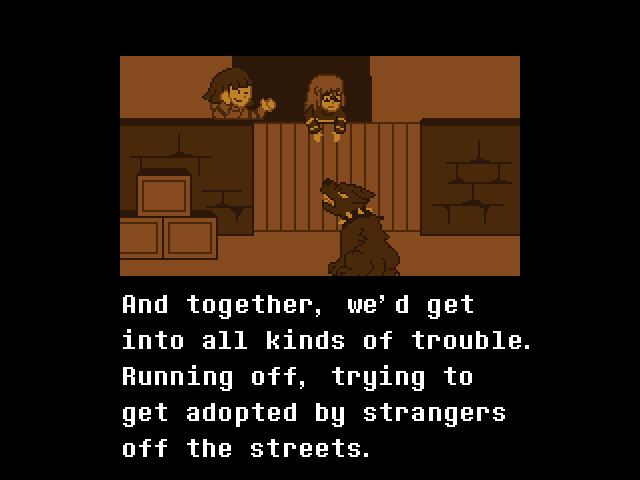 And together, we'd get
into all kinds of trouble.
Running off, trying to
get adopted by strangers
off the streets.